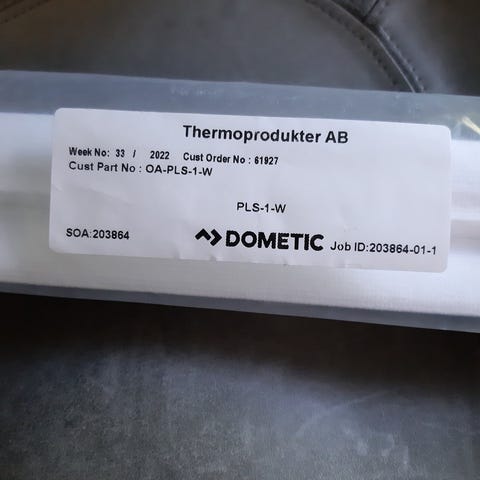 Thermoprodukter AB
Week No: 33 / 2022 Cust Order No : 61927
Cust Part No : OA-PLS-1-W
PLS-1-W
SOA:203864 DOMETIC Job ID:203864-01-1